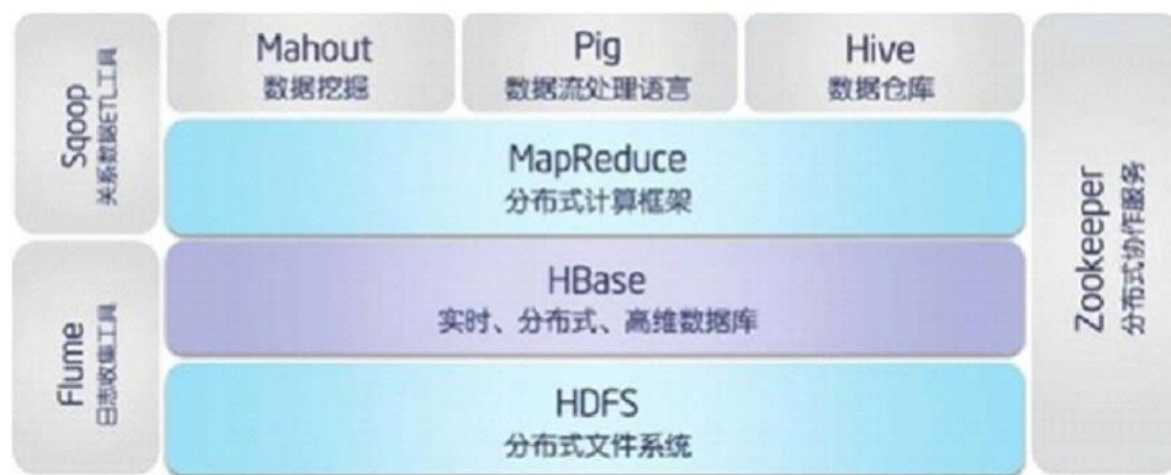 Sqoop
关系数据ETL工具
Mahout
数据挖掘
Pig
数据流处理语言
Hive
数据仓库
MapReduce
分布式计算框架
Flume
日志收集工具
HBase
实时、分布式、高维数据库
HDFS
分布式文件系统
Zookeeper
分布式协作服务